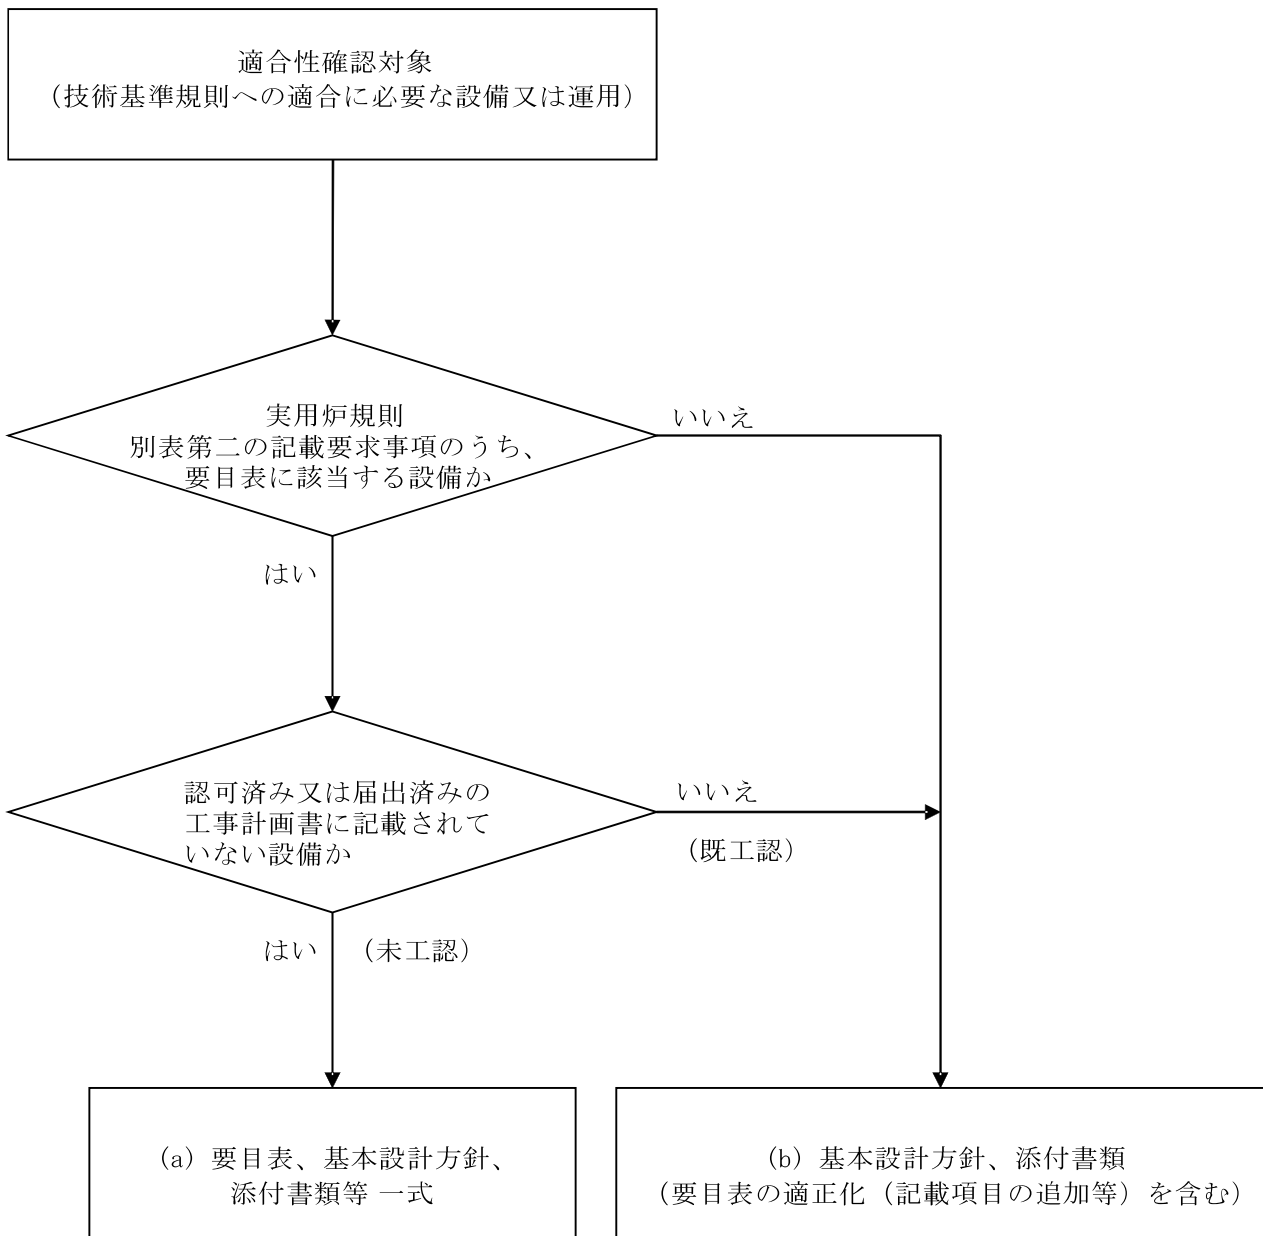 適合性確認対象
（技術基準規則への適合に必要な設備又は運用）
実用炉規則
別表第二の記載要求事項のうち、
要目表に該当する設備か
いいえ
はい
認可済み又は届出済みの
工事計画書に記載されて
いない設備か
いいえ
（既工認）
はい
（未工認）
（a）要目表、基本設計方針、
添付書類等 一式
（b）基本設計方針、添付書類
（要目表の適正化（記載項目の追加等）を含む）